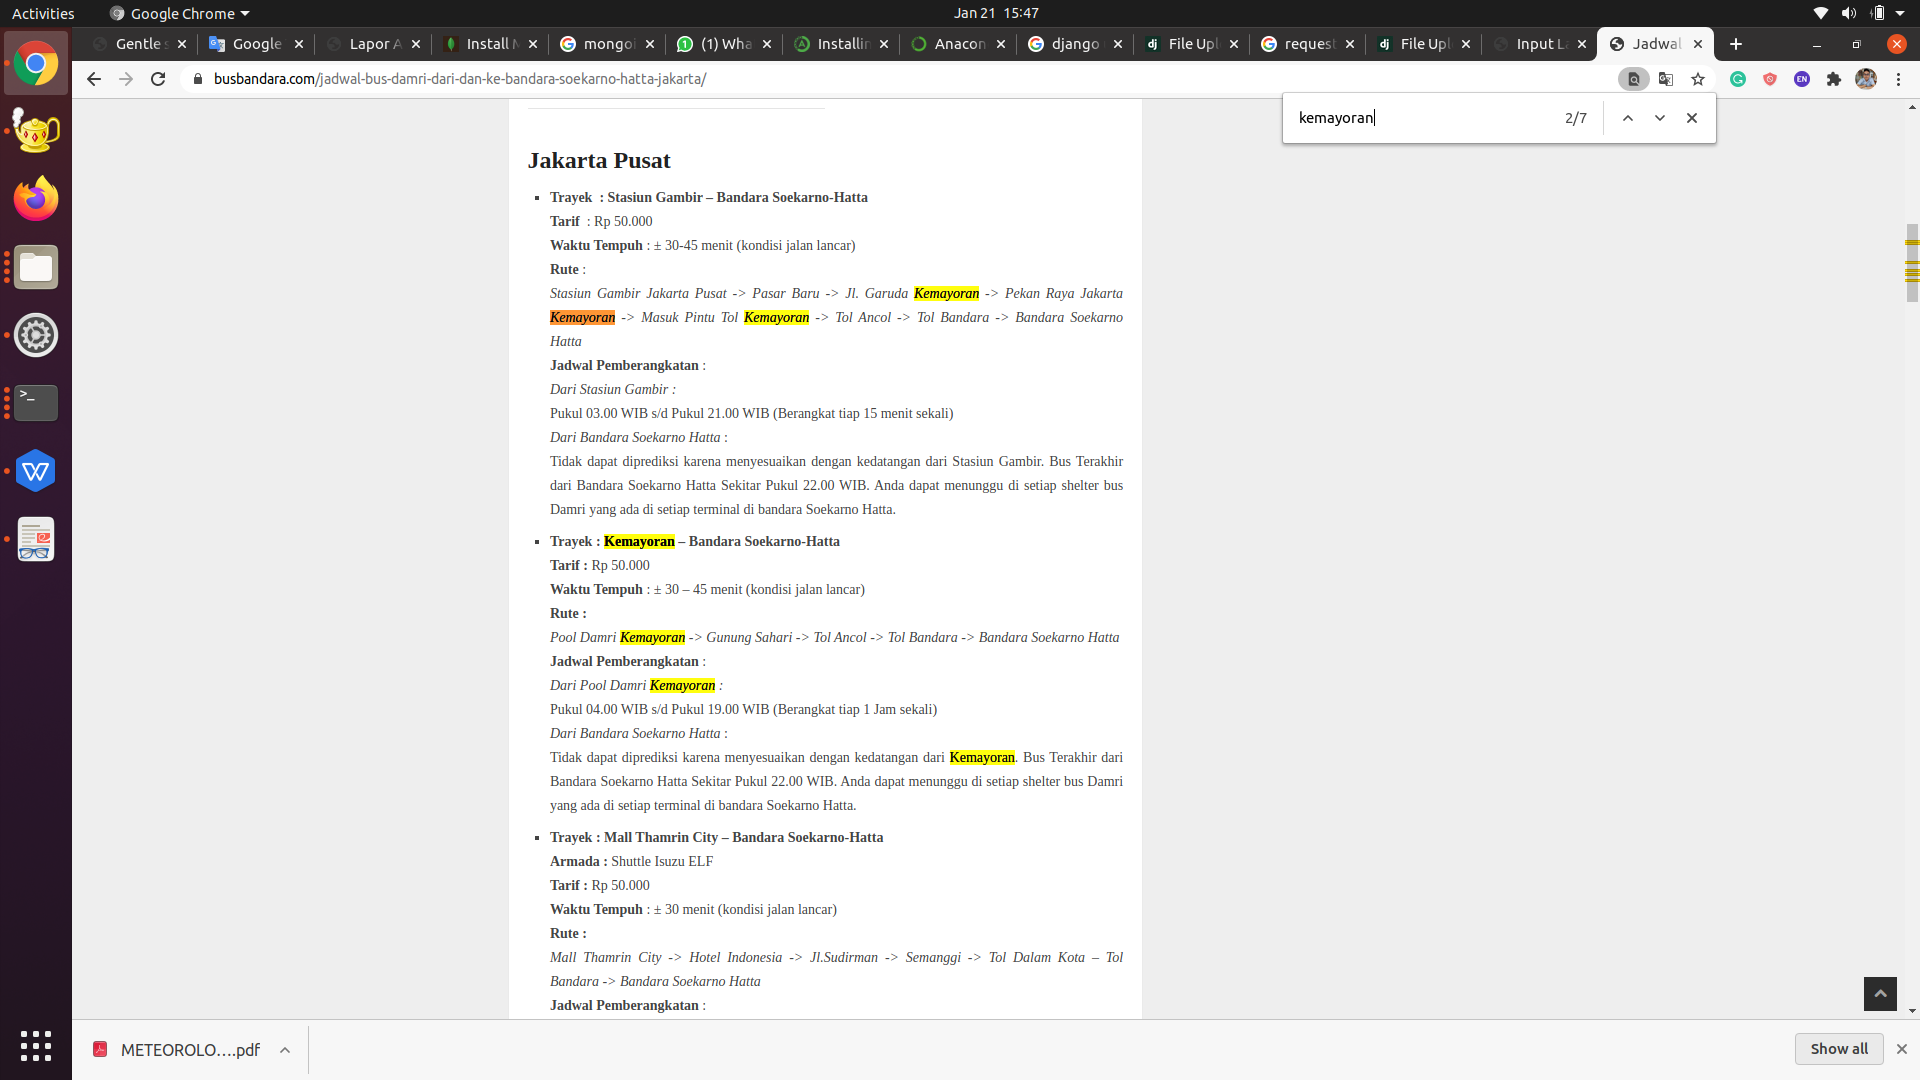 Activities
Google Chrome
Jan 21 15:47
Gentle s
Google
Lapor A
Install M
mongoi
(1) Wha
Installin
Anacon
django
File Upl
request
File Upl
Input La
Jadwal
busbandara.com/jadwal-bus-damri-dari-dan-ke-bandara-soekarno-hatta-jakarta/
EN
kemayoran 2/7
Jakarta Pusat
Trayek : Stasiun Gambir – Bandara Soekarno-Hatta
Tarif : Rp 50.000
Waktu Tempuh : ± 30-45 menit (kondisi jalan lancar)
Rute :
Stasiun Gambir Jakarta Pusat -> Pasar Baru -> Jl. Garuda Kemayoran -> Pekan Raya Jakarta
Kemayoran -> Masuk Pintu Tol Kemayoran -> Tol Ancol -> Tol Bandara -> Bandara Soekarno
Hatta
Jadwal Pemberangkatan :
Dari Stasiun Gambir :
Pukul 03.00 WIB s/d Pukul 21.00 WIB (Berangkat tiap 15 menit sekali)
Dari Bandara Soekarno Hatta :
Tidak dapat diprediksi karena menyesuaikan dengan kedatangan dari Stasiun Gambir. Bus Terakhir
dari Bandara Soekarno Hatta Sekitar Pukul 22.00 WIB. Anda dapat menunggu di setiap shelter bus
Damri yang ada di setiap terminal di bandara Soekarno Hatta.
Trayek : Kemayoran – Bandara Soekarno-Hatta
Tarif : Rp 50.000
Waktu Tempuh : ± 30 – 45 menit (kondisi jalan lancar)
Rute :
Pool Damri Kemayoran -> Gunung Sahari -> Tol Ancol -> Tol Bandara -> Bandara Soekarno Hatta
Jadwal Pemberangkatan :
Dari Pool Damri Kemayoran :
Pukul 04.00 WIB s/d Pukul 19.00 WIB (Berangkat tiap 1 Jam sekali)
Dari Bandara Soekarno Hatta :
Tidak dapat diprediksi karena menyesuaikan dengan kedatangan dari Kemayoran. Bus Terakhir dari
Bandara Soekarno Hatta Sekitar Pukul 22.00 WIB. Anda dapat menunggu di setiap shelter bus Damri
yang ada di setiap terminal di bandara Soekarno Hatta.
Trayek : Mall Thamrin City – Bandara Soekarno-Hatta
Armada : Shuttle Isuzu ELF
Tarif : Rp 50.000
Waktu Tempuh : ± 30 menit (kondisi jalan lancar)
Rute :
Mall Thamrin City -> Hotel Indonesia -> Jl.Sudirman -> Semanggi -> Tol Dalam Kota – Tol
Bandara -> Bandara Soekarno Hatta
Jadwal Pemberangkatan :
METEOROLO….pdf
Show all